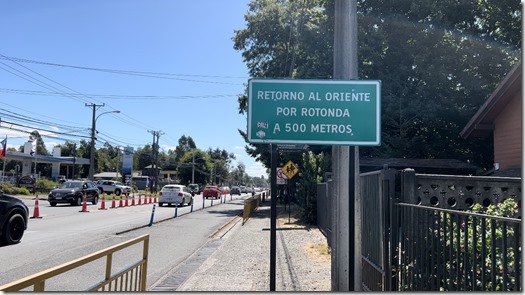 RETORNO AL ORIENTE
POR ROTONDA
A 500 METROS